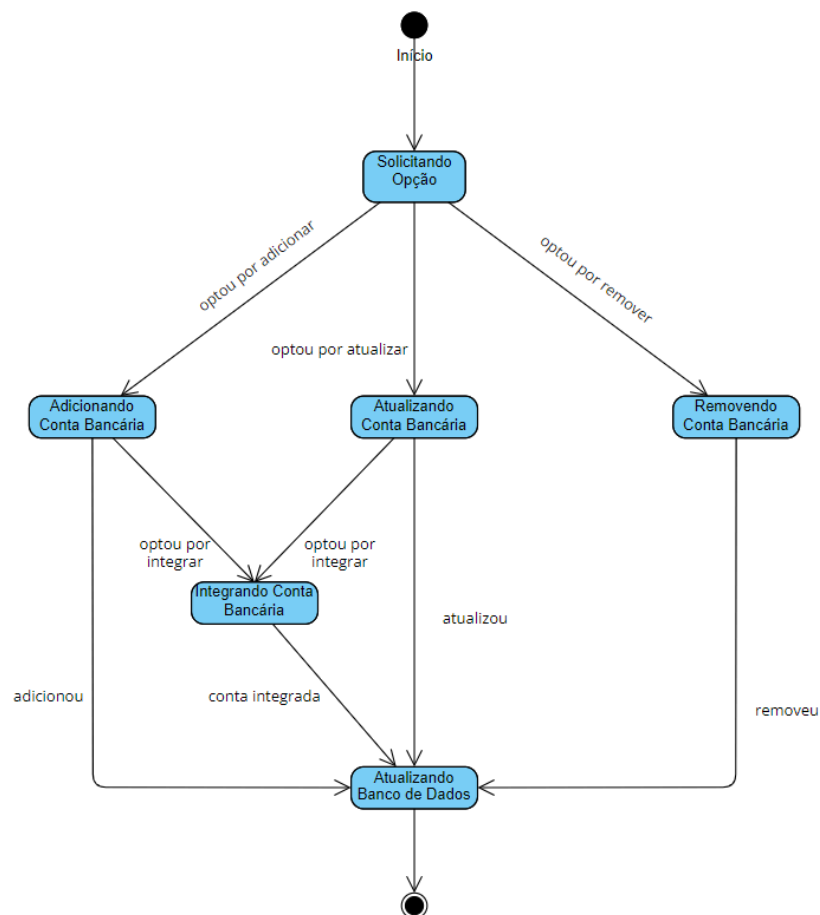 Início
Solicitando
Opção
optou por adicionar
optou por remover
optou por atualizar
Adicionando
Conta Bancária
Atualizando
Conta Bancária
Removendo
Conta Bancária
optou por
integrar
optou por
integrar
Integrando Conta
Bancária
atualizou
adicionou
conta integrada
removeu
Atualizando
Banco de Dados